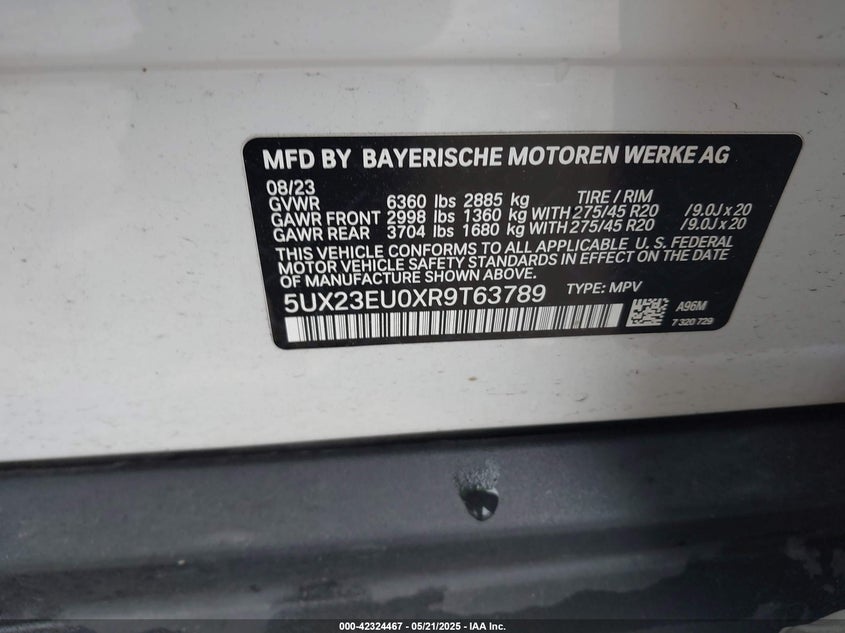 MFD BY BAYERISCHE MOTOREN WERKE AG
08/23 TIRE / RIM
GVWR 6360 lbs 2885 kg
GAWR FRONT 2998 lbs 1360 kg WITH 275/45 R20 /9.0J x 20
GAWR REAR 3704 lbs 1680 kg WITH 275/45 R20 /9.0J x 20
THIS VEHICLE CONFORMS TO ALL APPLICABLE U. S. FEDERAL
MOTOR VEHICLE SAFETY STANDARDS IN EFFECT ON THE DATE
OF MANUFACTURE SHOWN ABOVE.
5UX23EU0XR9T63789 TYPE: MPV
A96M
7 320 729
000-42324467 - 05/21/2025 - IAA Inc.